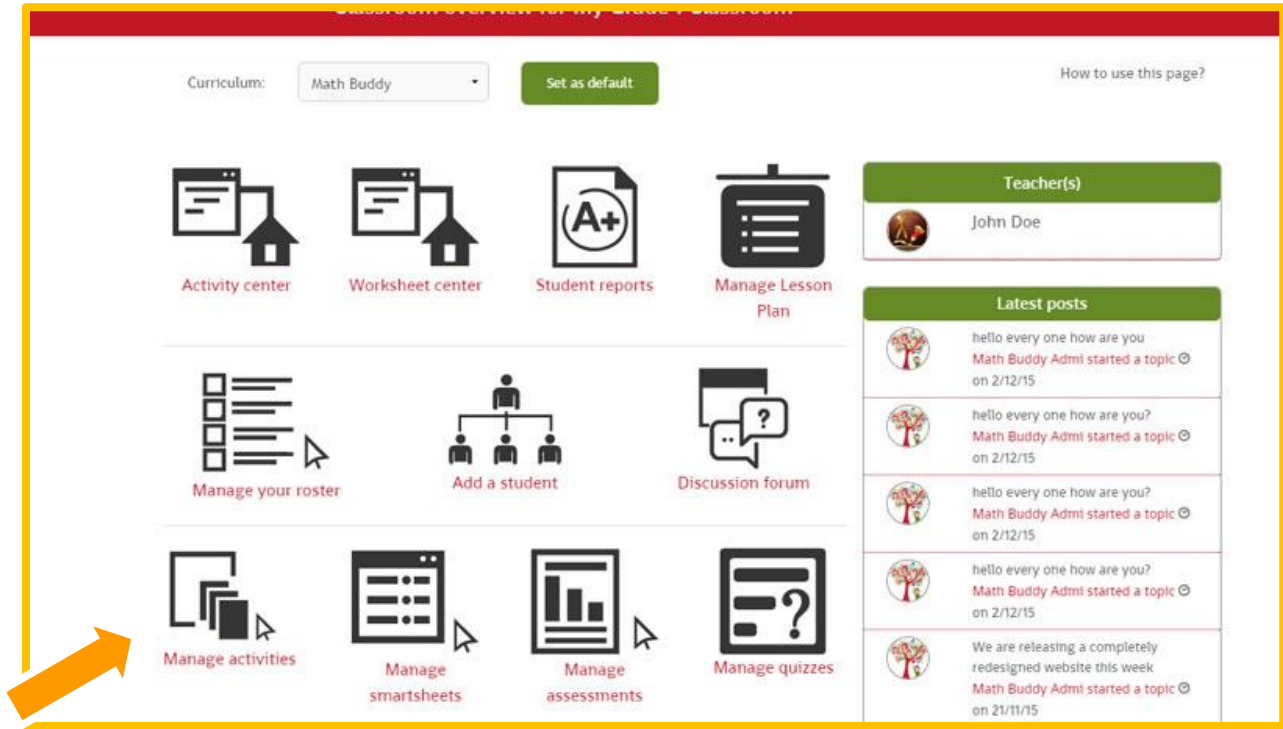 Curriculum:
Math Buddy
Set as default
How to use this page?
A+
Activity center
Worksheet center
Student reports
Manage Lesson
Plan
Manage your roster
Add a student
?
Discussion forum
Manage activities
Manage
smartsheets
Manage
assessments
?
Manage quizzes
Teacher(s)
John Doe
Latest posts
hello every one how are you
Math Buddy Admi started a topic
on 2/12/15
hello every one how are you?
Math Buddy Admi started a topic
on 2/12/15
hello every one how are you?
Math Buddy Admi started a topic
on 2/12/15
hello every one how are you?
Math Buddy Admi started a topic
on 2/12/15
We are releasing a completely
redesigned website this week
Math Buddy Admi started a topic
on 21/11/15